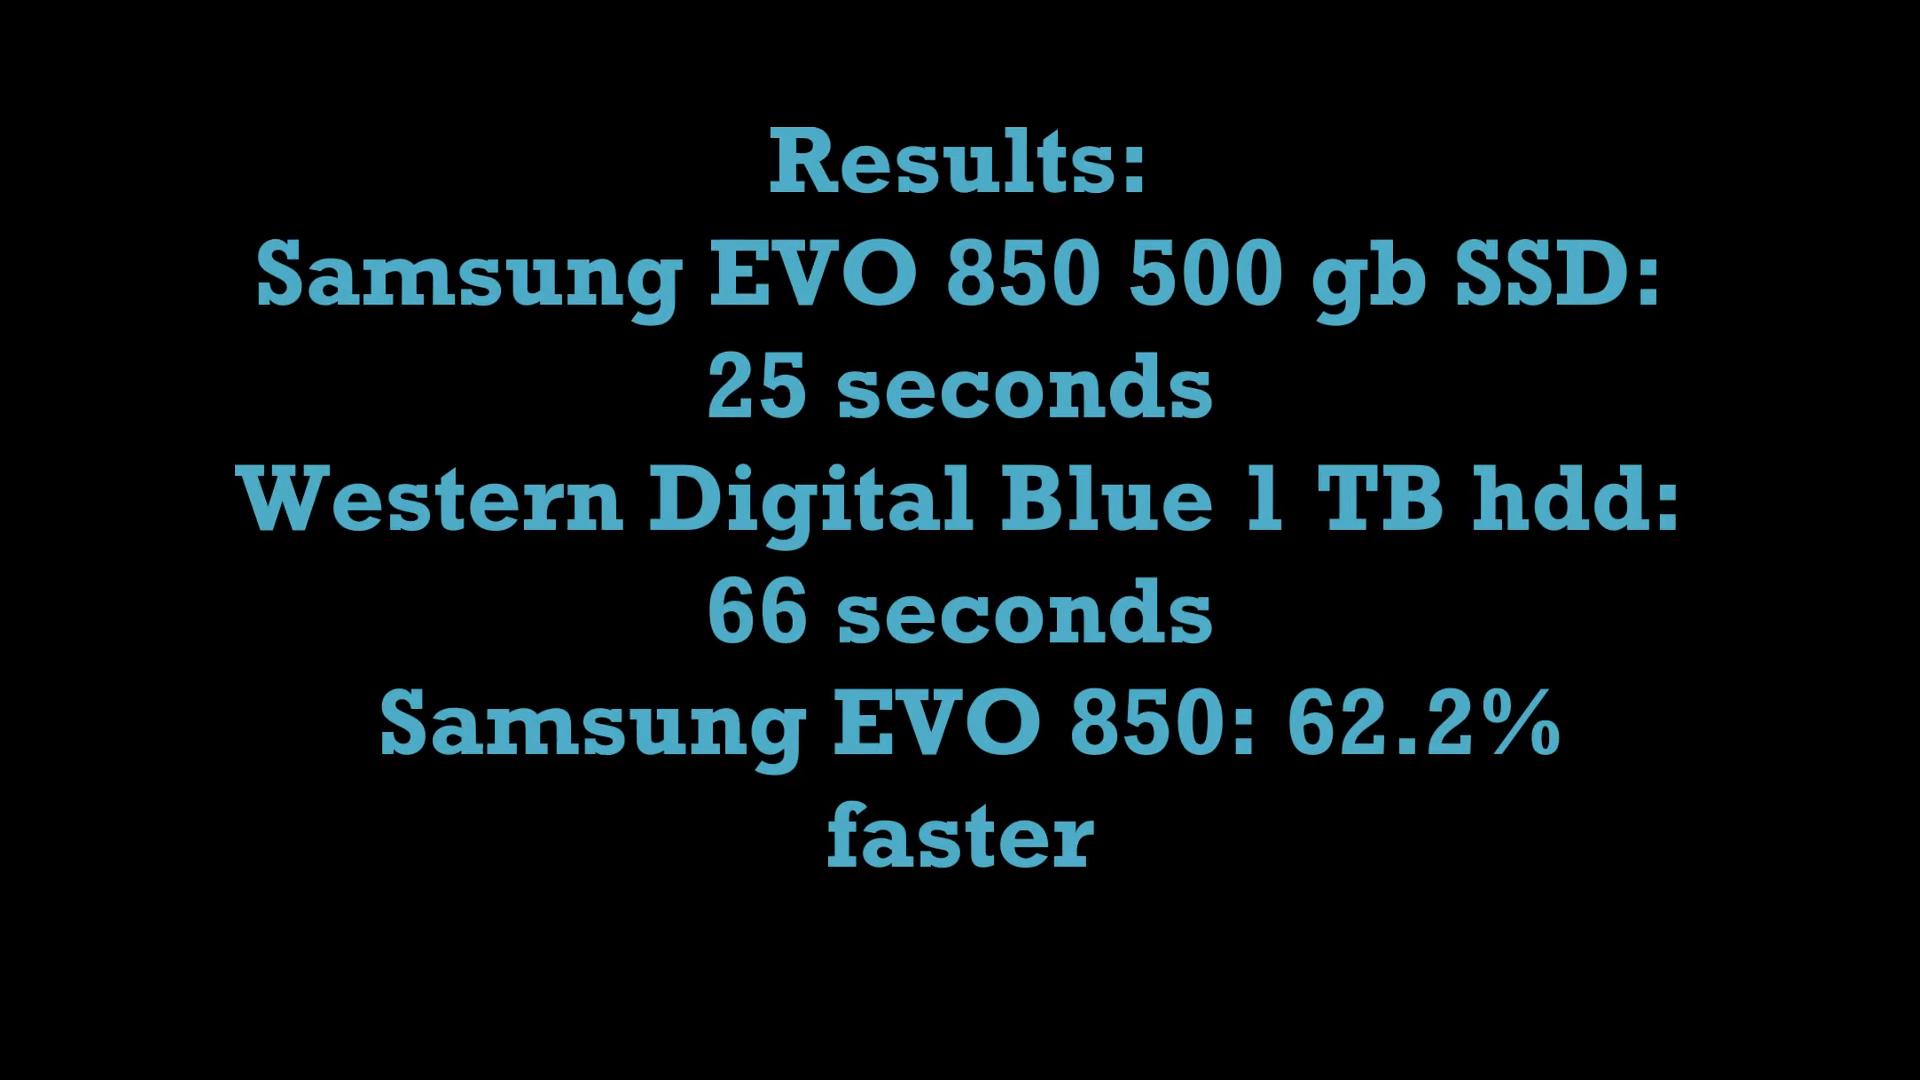 Results:
Samsung EVO 850 500 gb SSD:
25 seconds
Western Digital Blue 1 TB hdd:
66 seconds
Samsung EVO 850: 62.2%
faster